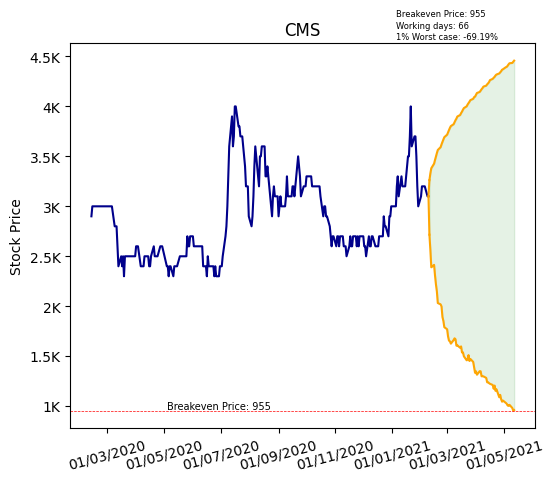 Breakeven Price: 955
Working days: 66
1% Worst case: -69.19%
CMS
Stock Price
4.5K
4K
3.5K
3K
2.5K
2K
1.5K
1K
Breakeven Price: 955
01/03/2020
01/05/2020
01/07/2020
01/09/2020
01/11/2020
01/01/2021
01/03/2021
01/05/2021